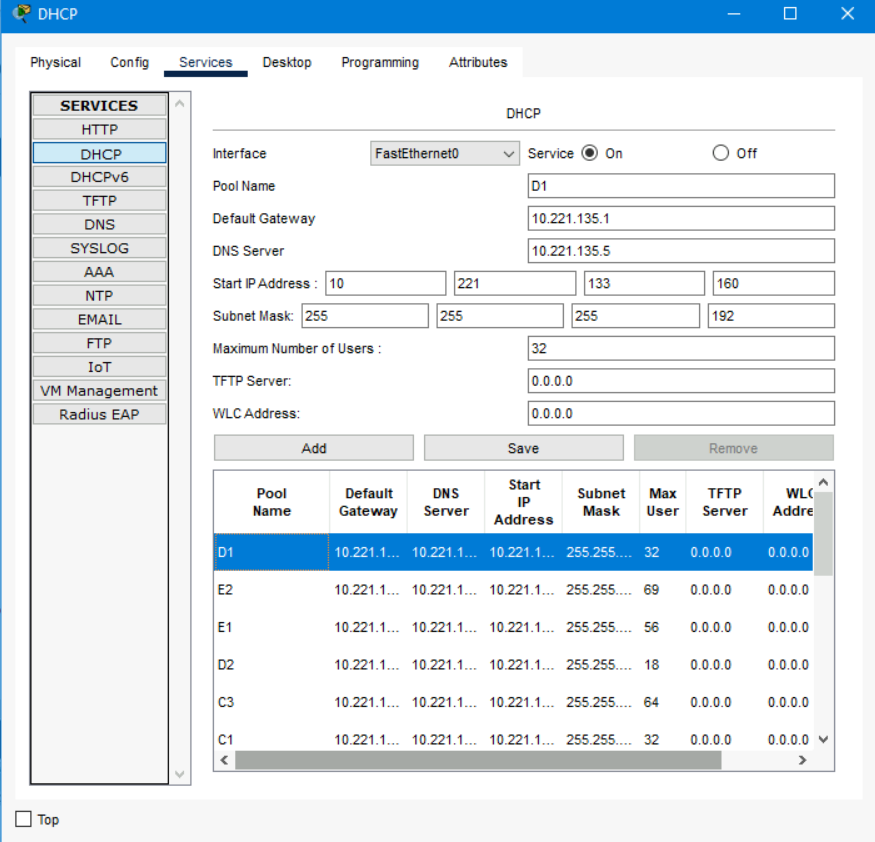 DHCP
Physical Config Services Desktop Programming Attributes
SERVICES
HTTP
DHCP
DHCPv6
TFTP
DNS
SYSLOG
AAA
NTP
EMAIL
FTP
IoT
VM Management
Radius EAP
DHCP
Interface FastEthernet0 Service On Off
Pool Name D1
Default Gateway 10.221.135.1
DNS Server 10.221.135.5
Start IP Address : 10 221 133 160
Subnet Mask: 255 255 255 192
Maximum Number of Users : 32
TFTP Server: 0.0.0.0
WLC Address: 0.0.0.0
Add Save Remove
Pool Name Default Gateway DNS Server Start IP Address Subnet Mask Max User TFTP Server WLC Addre
D1 10.221.1... 10.221.1... 10.221.1... 255.255.... 32 0.0.0.0 0.0.0.0
E2 10.221.1... 10.221.1... 10.221.1... 255.255.... 69 0.0.0.0 0.0.0.0
E1 10.221.1... 10.221.1... 10.221.1... 255.255.... 56 0.0.0.0 0.0.0.0
D2 10.221.1... 10.221.1... 10.221.1... 255.255.... 18 0.0.0.0 0.0.0.0
C3 10.221.1... 10.221.1... 10.221.1... 255.255.... 64 0.0.0.0 0.0.0.0
C1 10.221.1... 10.221.1... 10.221.1... 255.255.... 32 0.0.0.0 0.0.0.0
Top